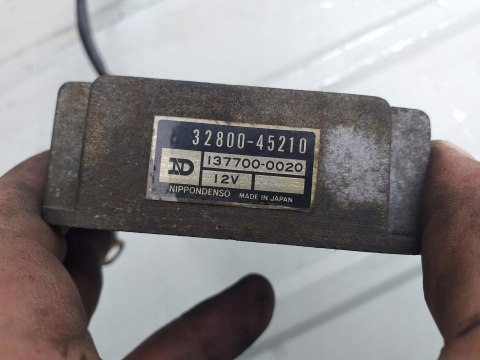 32800-45210
ND 137700-0020
12V
NIPPONDENSO MADE IN JAPAN